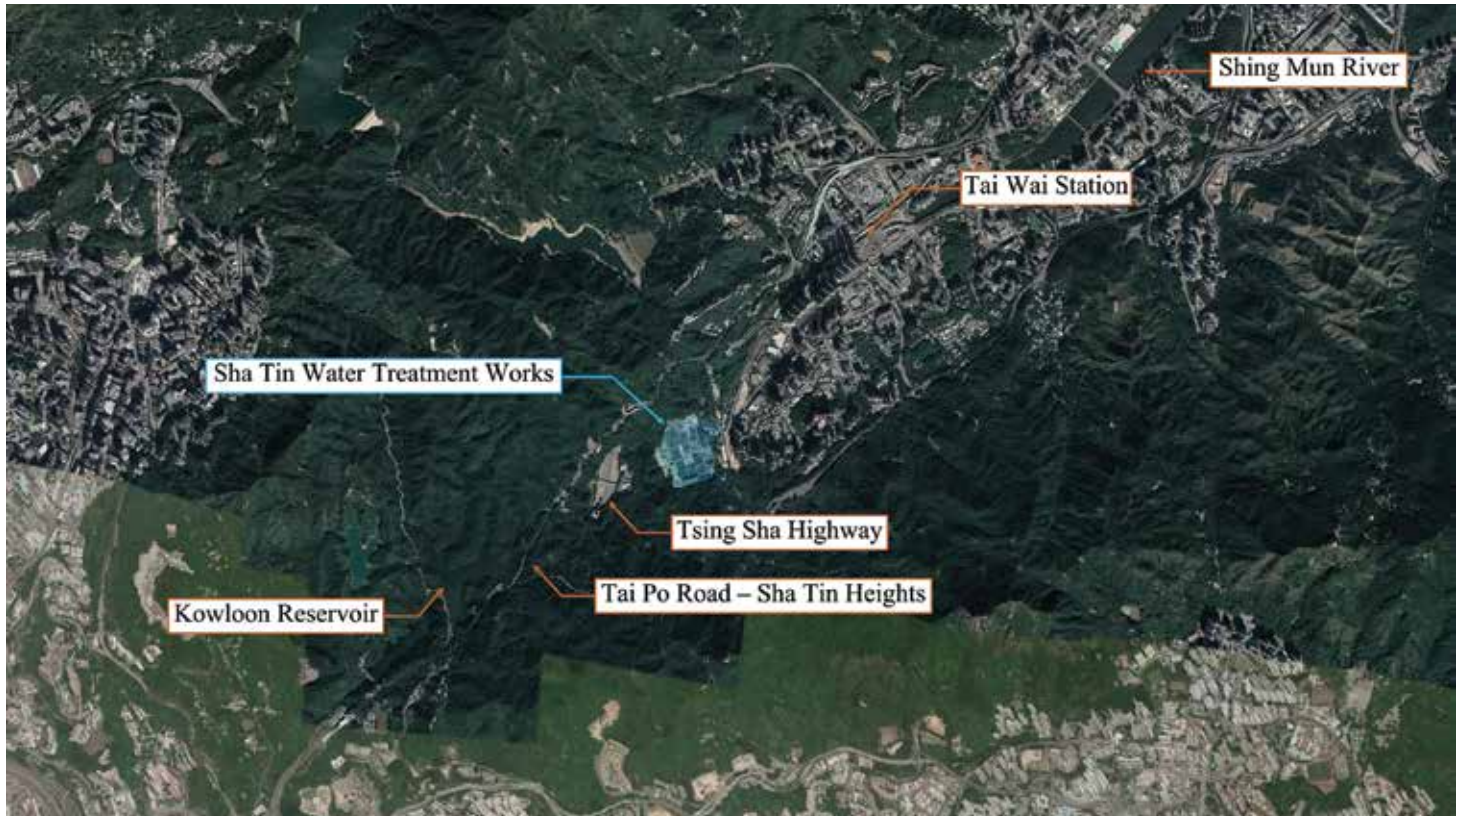 Shing Mun River
Tai Wai Station
Sha Tin Water Treatment Works
Tsing Sha Highway
Tai Po Road – Sha Tin Heights
Kowloon Reservoir